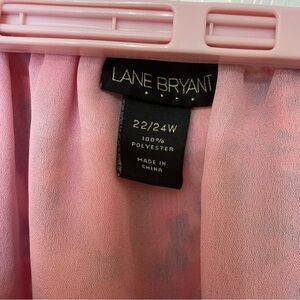 LANE BRYANT
22/24W
100%
POLYESTER
MADE IN
CHINA